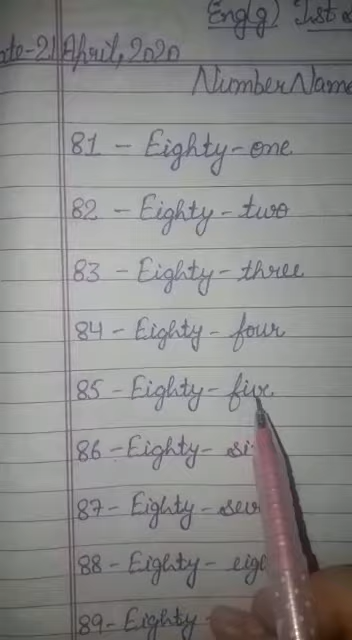 Eng(g) Ist
21 April, 2020
Number Name
81 - Eighty-one
82 - Eighty-two
83 - Eighty-three
84 - Eighty-four
85 - Eighty-five
86 - Eighty-
87 - Eighty-
88 - Eighty-
89 - Eighty-